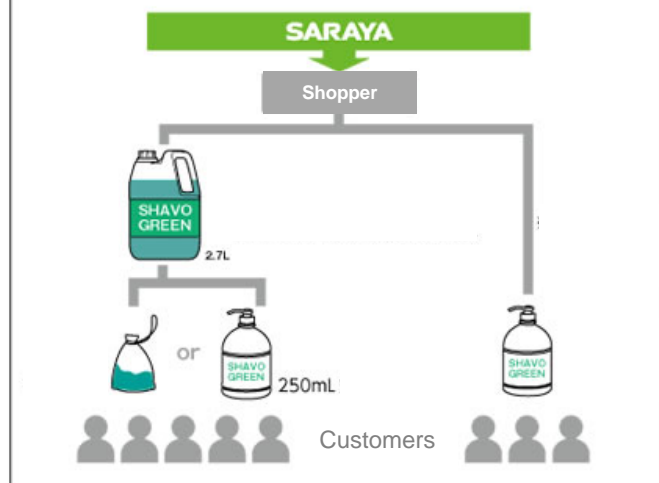 SARAYA
Shopper
SHAVO
GREEN
2.7L
or
SHAVO
GREEN
250mL
SHAVO
GREEN
Customers